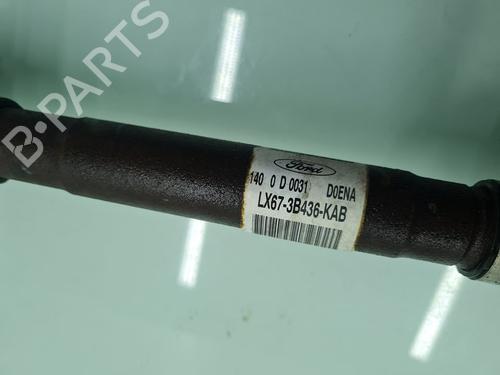 B-PARTS
Ford
140 0 D 0031 D0ENA
LX67-3B436-KAB